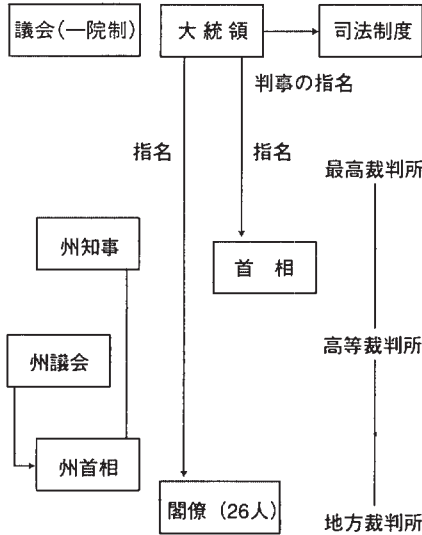 議会(一院制)
大統領
司法制度
判事の指名
指名
指名
最高裁判所
州知事
首 相
高等裁判所
州議会
州首相
閣僚 (26人)
地方裁判所